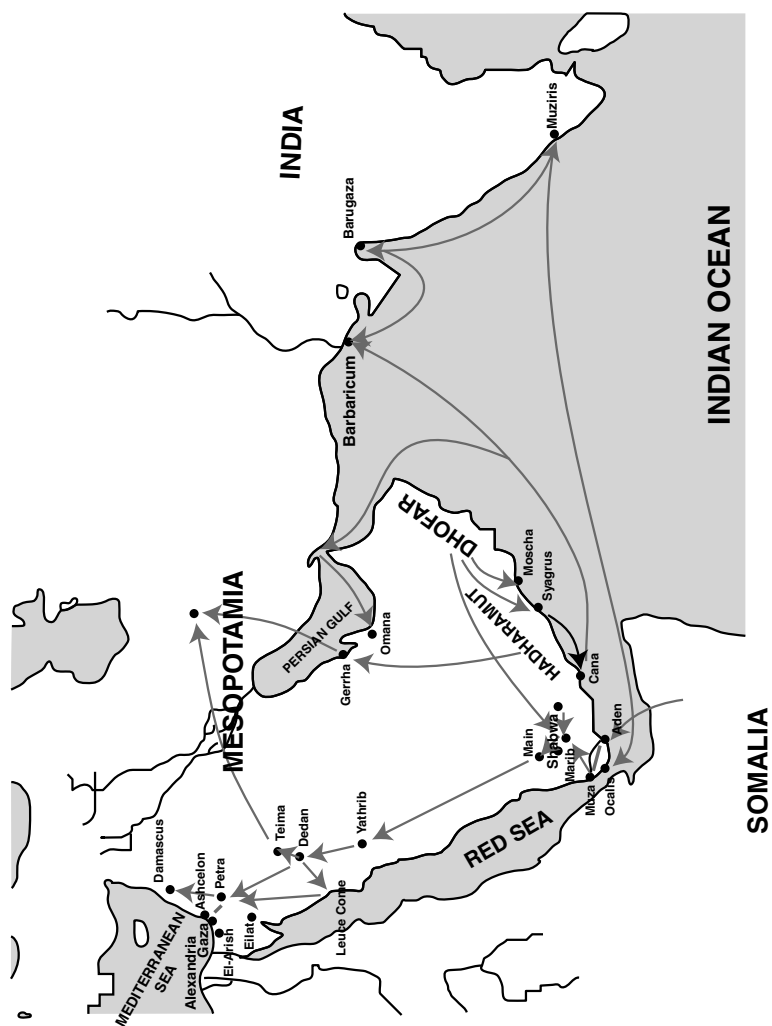 MEDITERRANEAN
SEA
Alexandria
Gaza
Ashcelon
El-Arish
Petra
Damascus
Eilat
Leuce Come
Dedan
Teima
Yathrib
MESOPOTAMIA
RED SEA
PERSIAN GULF
Gerrha
Omana
Main
Shabwa
Marib
Muza
Ocalis
Aden
Cana
HADHARAMUT
Syagrus
Moscha
DHOFAR
SOMALIA
Barbaricum
Barugaza
INDIA
Muziris
INDIAN OCEAN